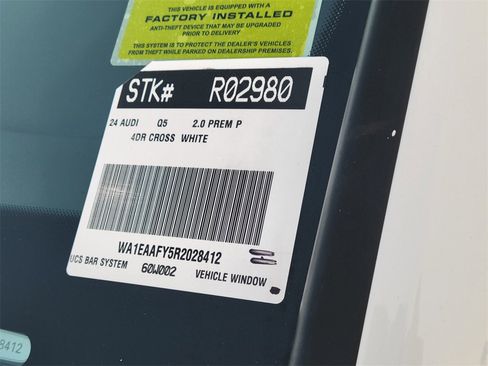 THIS VEHICLE IS EQUIPPED WITH A
FACTORY INSTALLED
ANTI-THEFT DEVICE THAT MAY BE UPGRADED
PRIOR TO DELIVERY
THIS SYSTEM IS TO PROTECT THE DEALER'S VEHICLES
FROM THEFT WHILE PARKED ON DEALERSHIP PREMISES.
STK# R02980
24 AUDI Q5 2.0 PREM P
4DR CROSS WHITE
WA1EAAFY5R2028412
UCS BAR SYSTEM 60W002 VEHICLE WINDOW
8412